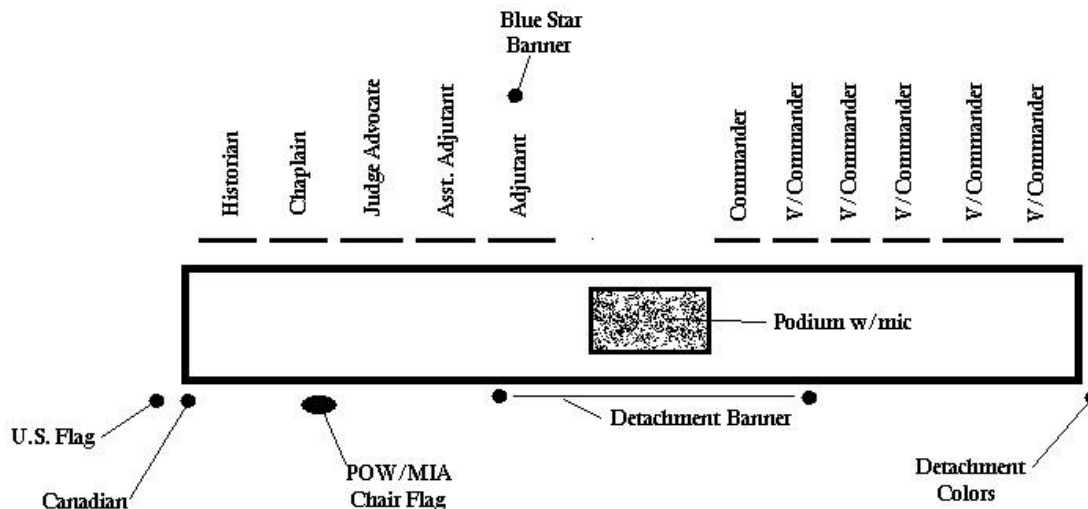 Blue Star
Banner
Historian
Chaplain
Judge Advocate
Asst. Adjutant
Adjutant
Commander
V/Commander
V/Commander
V/Commander
V/Commander
V/Commander
Podium w/mic
Detachment Banner
U.S. Flag
Canadian
POW/MIA
Chair Flag
Detachment
Colors